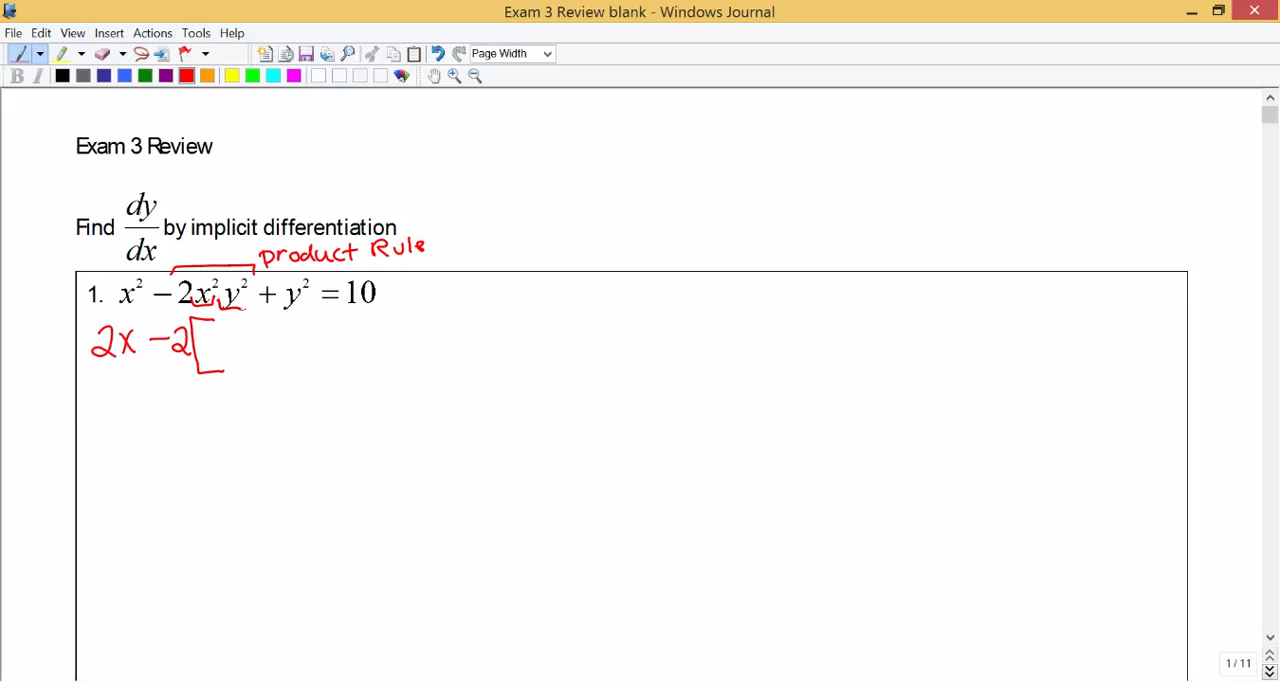 Exam 3 Review blank - Windows Journal
File Edit View Insert Actions Tools Help
Page Width
B I
Exam 3 Review
Find dy/dx by implicit differentiation
product Rule
1. x² − 2x²y² + y² = 10
2x − 2[
1 / 11